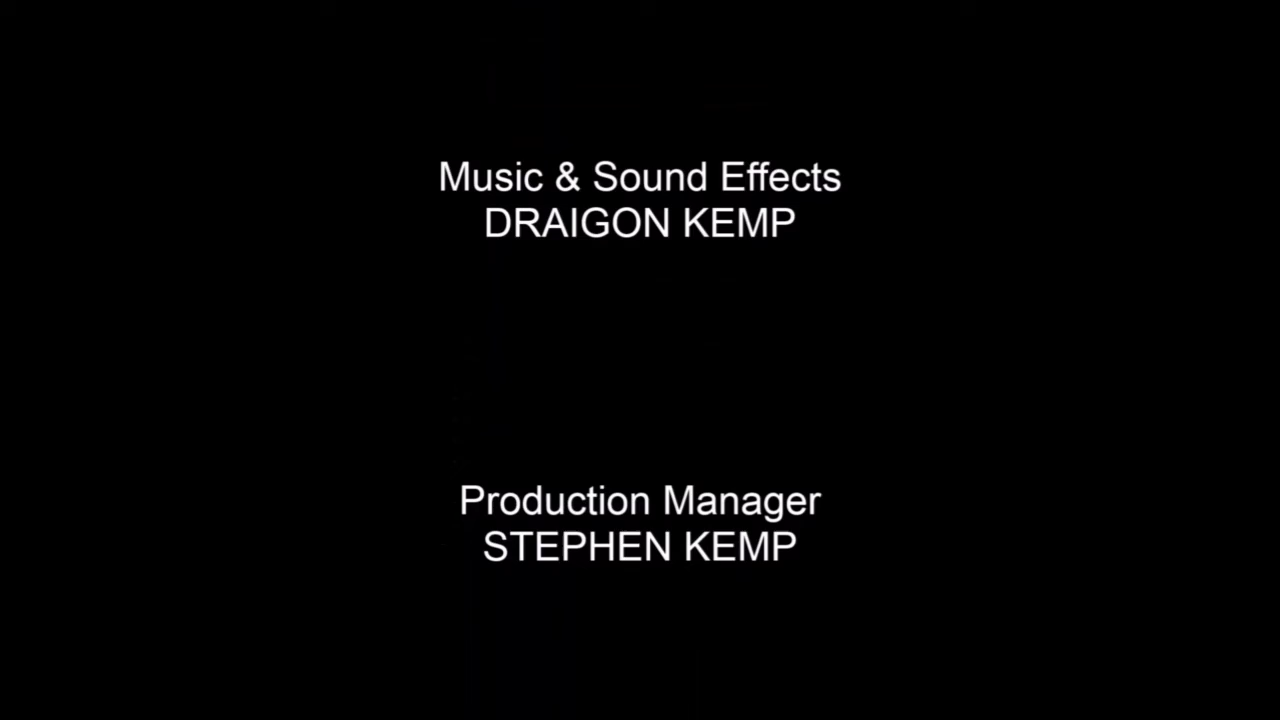 Music & Sound Effects
DRAIGON KEMP
Production Manager
STEPHEN KEMP